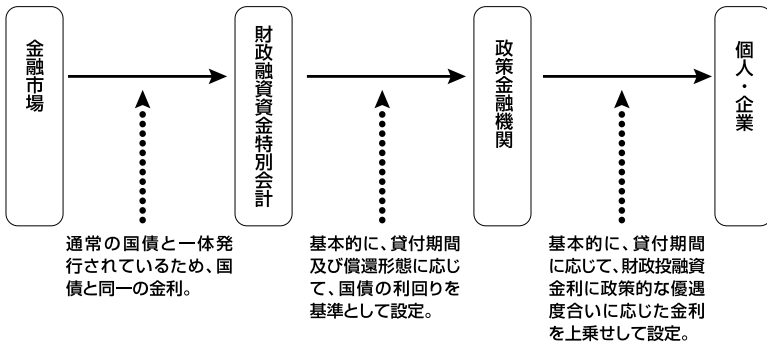 金融市場
財政融資資金特別会計
政策金融機関
個人・企業
通常の国債と一体発
行されているため、国
債と同一の金利。
基本的に、貸付期間
及び償還形態に応じ
て、国債の利回りを
基準として設定。
基本的に、貸付期間
に応じて、財政投融資
金利に政策的な優遇
度合いに応じた金利
を上乗せして設定。